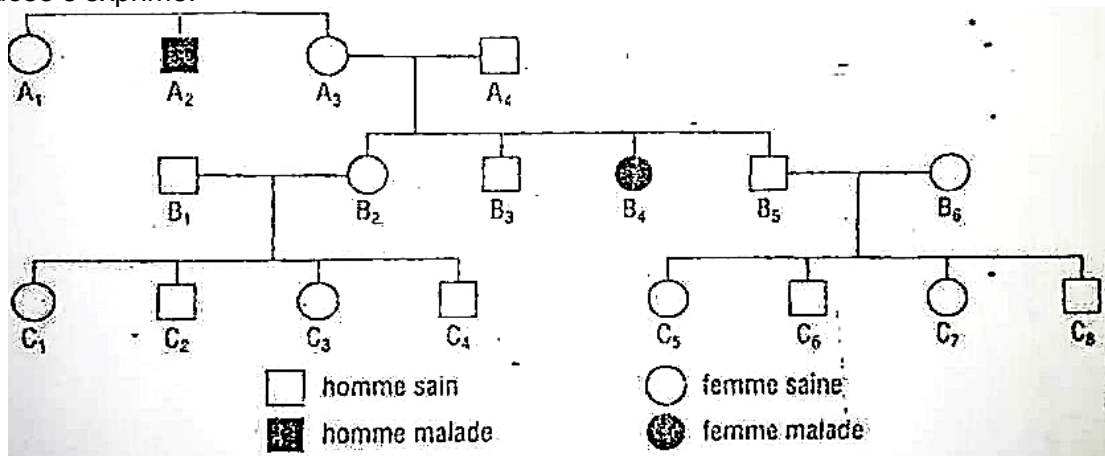 A₁ A₂ A₃ A₄
B₁ B₂ B₃ B₄ B₅ B₆
C₁ C₂ C₃ C₄ C₅ C₆ C₇ C₈
homme sain femme saine
homme malade femme malade